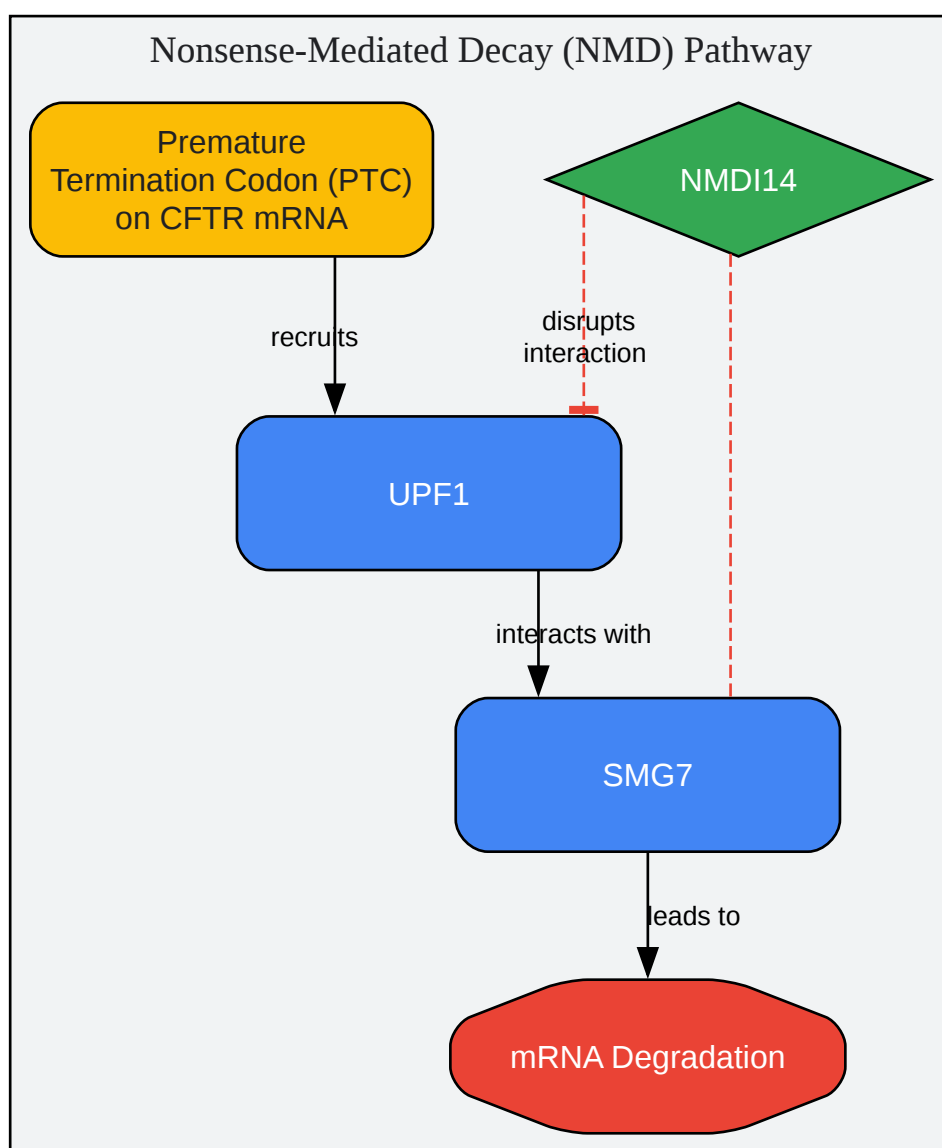 Nonsense-Mediated Decay (NMD) Pathway
Premature
Termination Codon (PTC)
on CFTR mRNA
NMDI14
recruits
disrupts
interaction
UPF1
interacts with
SMG7
leads to
mRNA Degradation